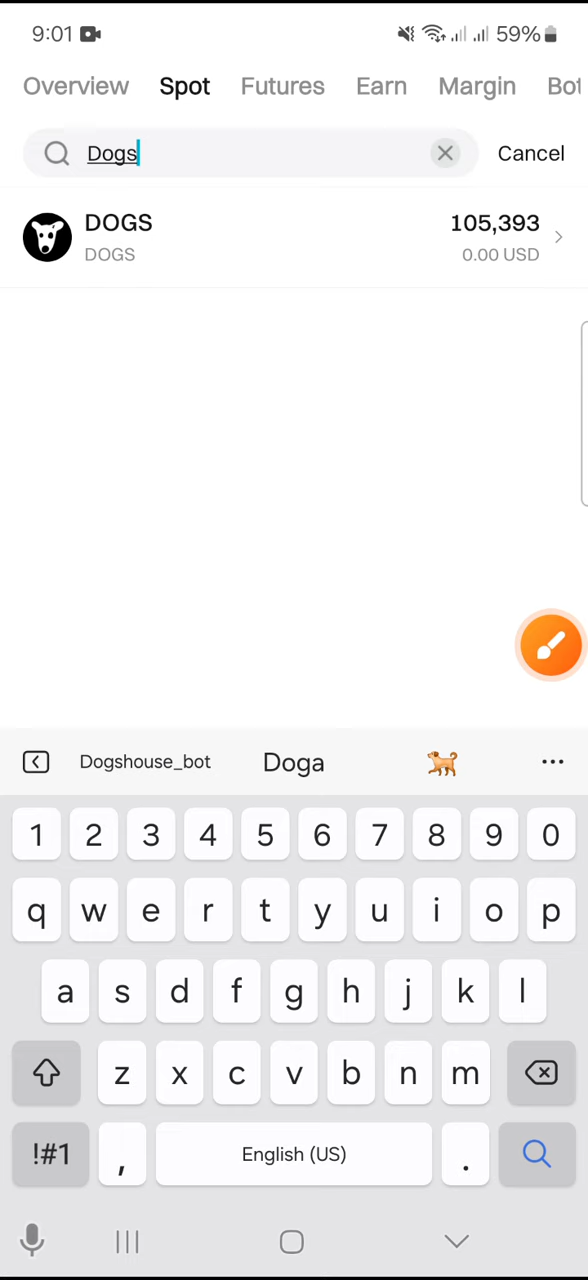 9:01 59%
Overview Spot Futures Earn Margin Bot
Dogs Cancel
DOGS 105,393
DOGS 0.00 USD
Dogshouse_bot Doga
1 2 3 4 5 6 7 8 9 0
q w e r t y u i o p
a s d f g h j k l
z x c v b n m
!#1 , English (US) .